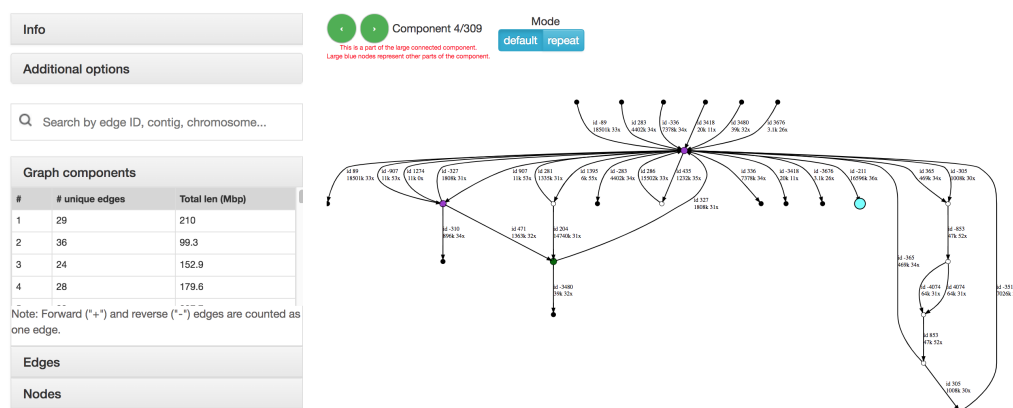 Info
Additional options
Search by edge ID, contig, chromosome...
Graph components
# # unique edges Total len (Mbp)
1 29 210
2 36 99.3
3 24 152.9
4 28 179.6
Note: Forward ("+") and reverse ("-") edges are counted as
one edge.
Edges
Nodes
‹ › Component 4/309
This is a part of the large connected component.
Large blue nodes represent other parts of the component.
Mode
default repeat
id -89
18501k 33x
id 283
4402k 34x
id -336
7378k 34x
id 3418
20k 11x
id 3480
39k 32x
id 3676
3.1k 26x
id 89
18501k 33x
id -907
11k 53x
id 1274
11k 0x
id -327
1808k 31x
id 907
11k 53x
id 281
1335k 31x
id 1395
6k 55x
id -283
4402k 34x
id 286
15502k 33x
id 435
1232k 35x
id 327
1808k 31x
id 336
7378k 34x
id -3418
20k 11x
id -3676
3.1k 26x
id -211
16596k 36x
id 365
469k 34x
id -305
1008k 30x
id -310
696k 34x
id 471
1363k 32x
id 204
14740k 31x
id -853
47k 52x
id -365
469k 34x
id -3480
39k 32x
id -4074
64k 31x
id 4074
64k 31x
id -351
7026k
id 853
47k 52x
id 305
1008k 30x